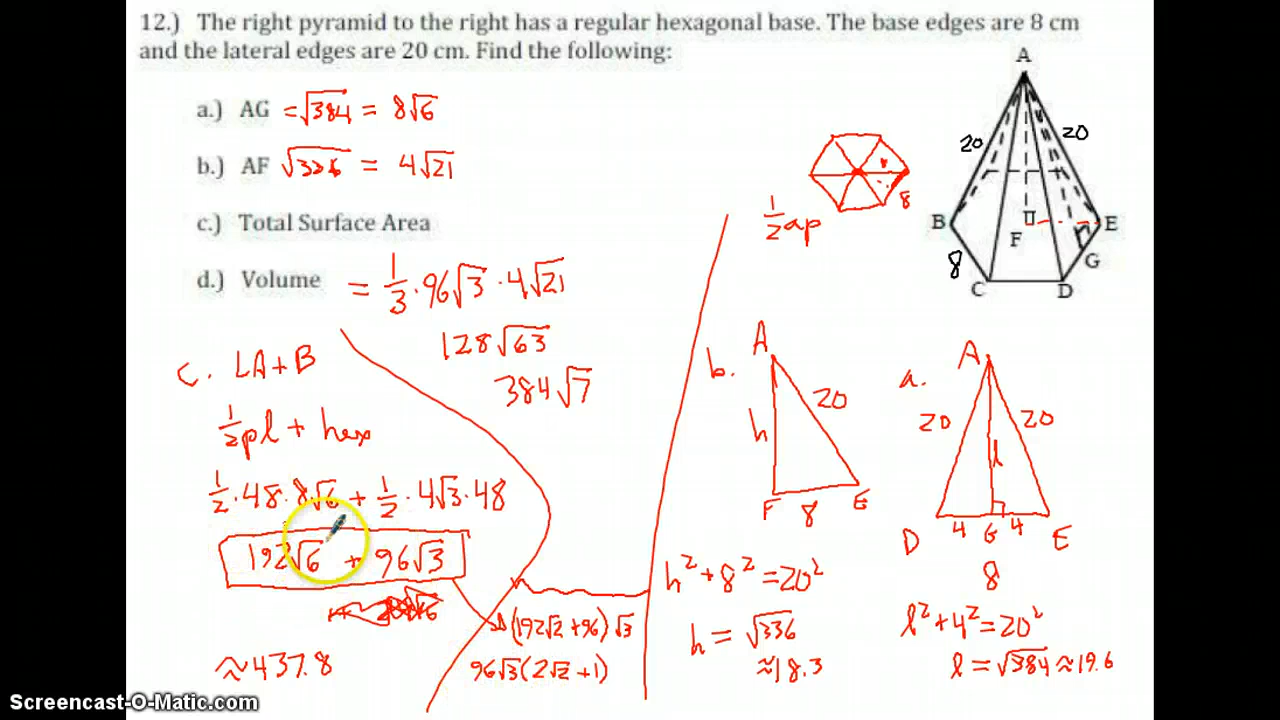 12.) The right pyramid to the right has a regular hexagonal base. The base edges are 8 cm
and the lateral edges are 20 cm. Find the following:
a.) AG = √384 = 8√6
b.) AF √336 = 4√21
c.) Total Surface Area
d.) Volume = 1/3 · 96√3 · 4√21
128√63
384√7
c. LA + B
1/2 pl + hex
1/2 · 48 · 8√6 + 1/2 · 4√3 · 48
192√6 + 96√3
≈ 437.8
(192√2 + 96)√3
96√3(2√2 + 1)
1/2 ap
8
A
20
20
B
E
F
G
8
C
D
b.
A
h
20
F
8
E
h² + 8² = 20²
h = √336
≈ 18.3
a.
A
20
20
l
D
4
G
4
E
8
l² + 4² = 20²
l = √384 ≈ 19.6
Screencast-O-Matic.com